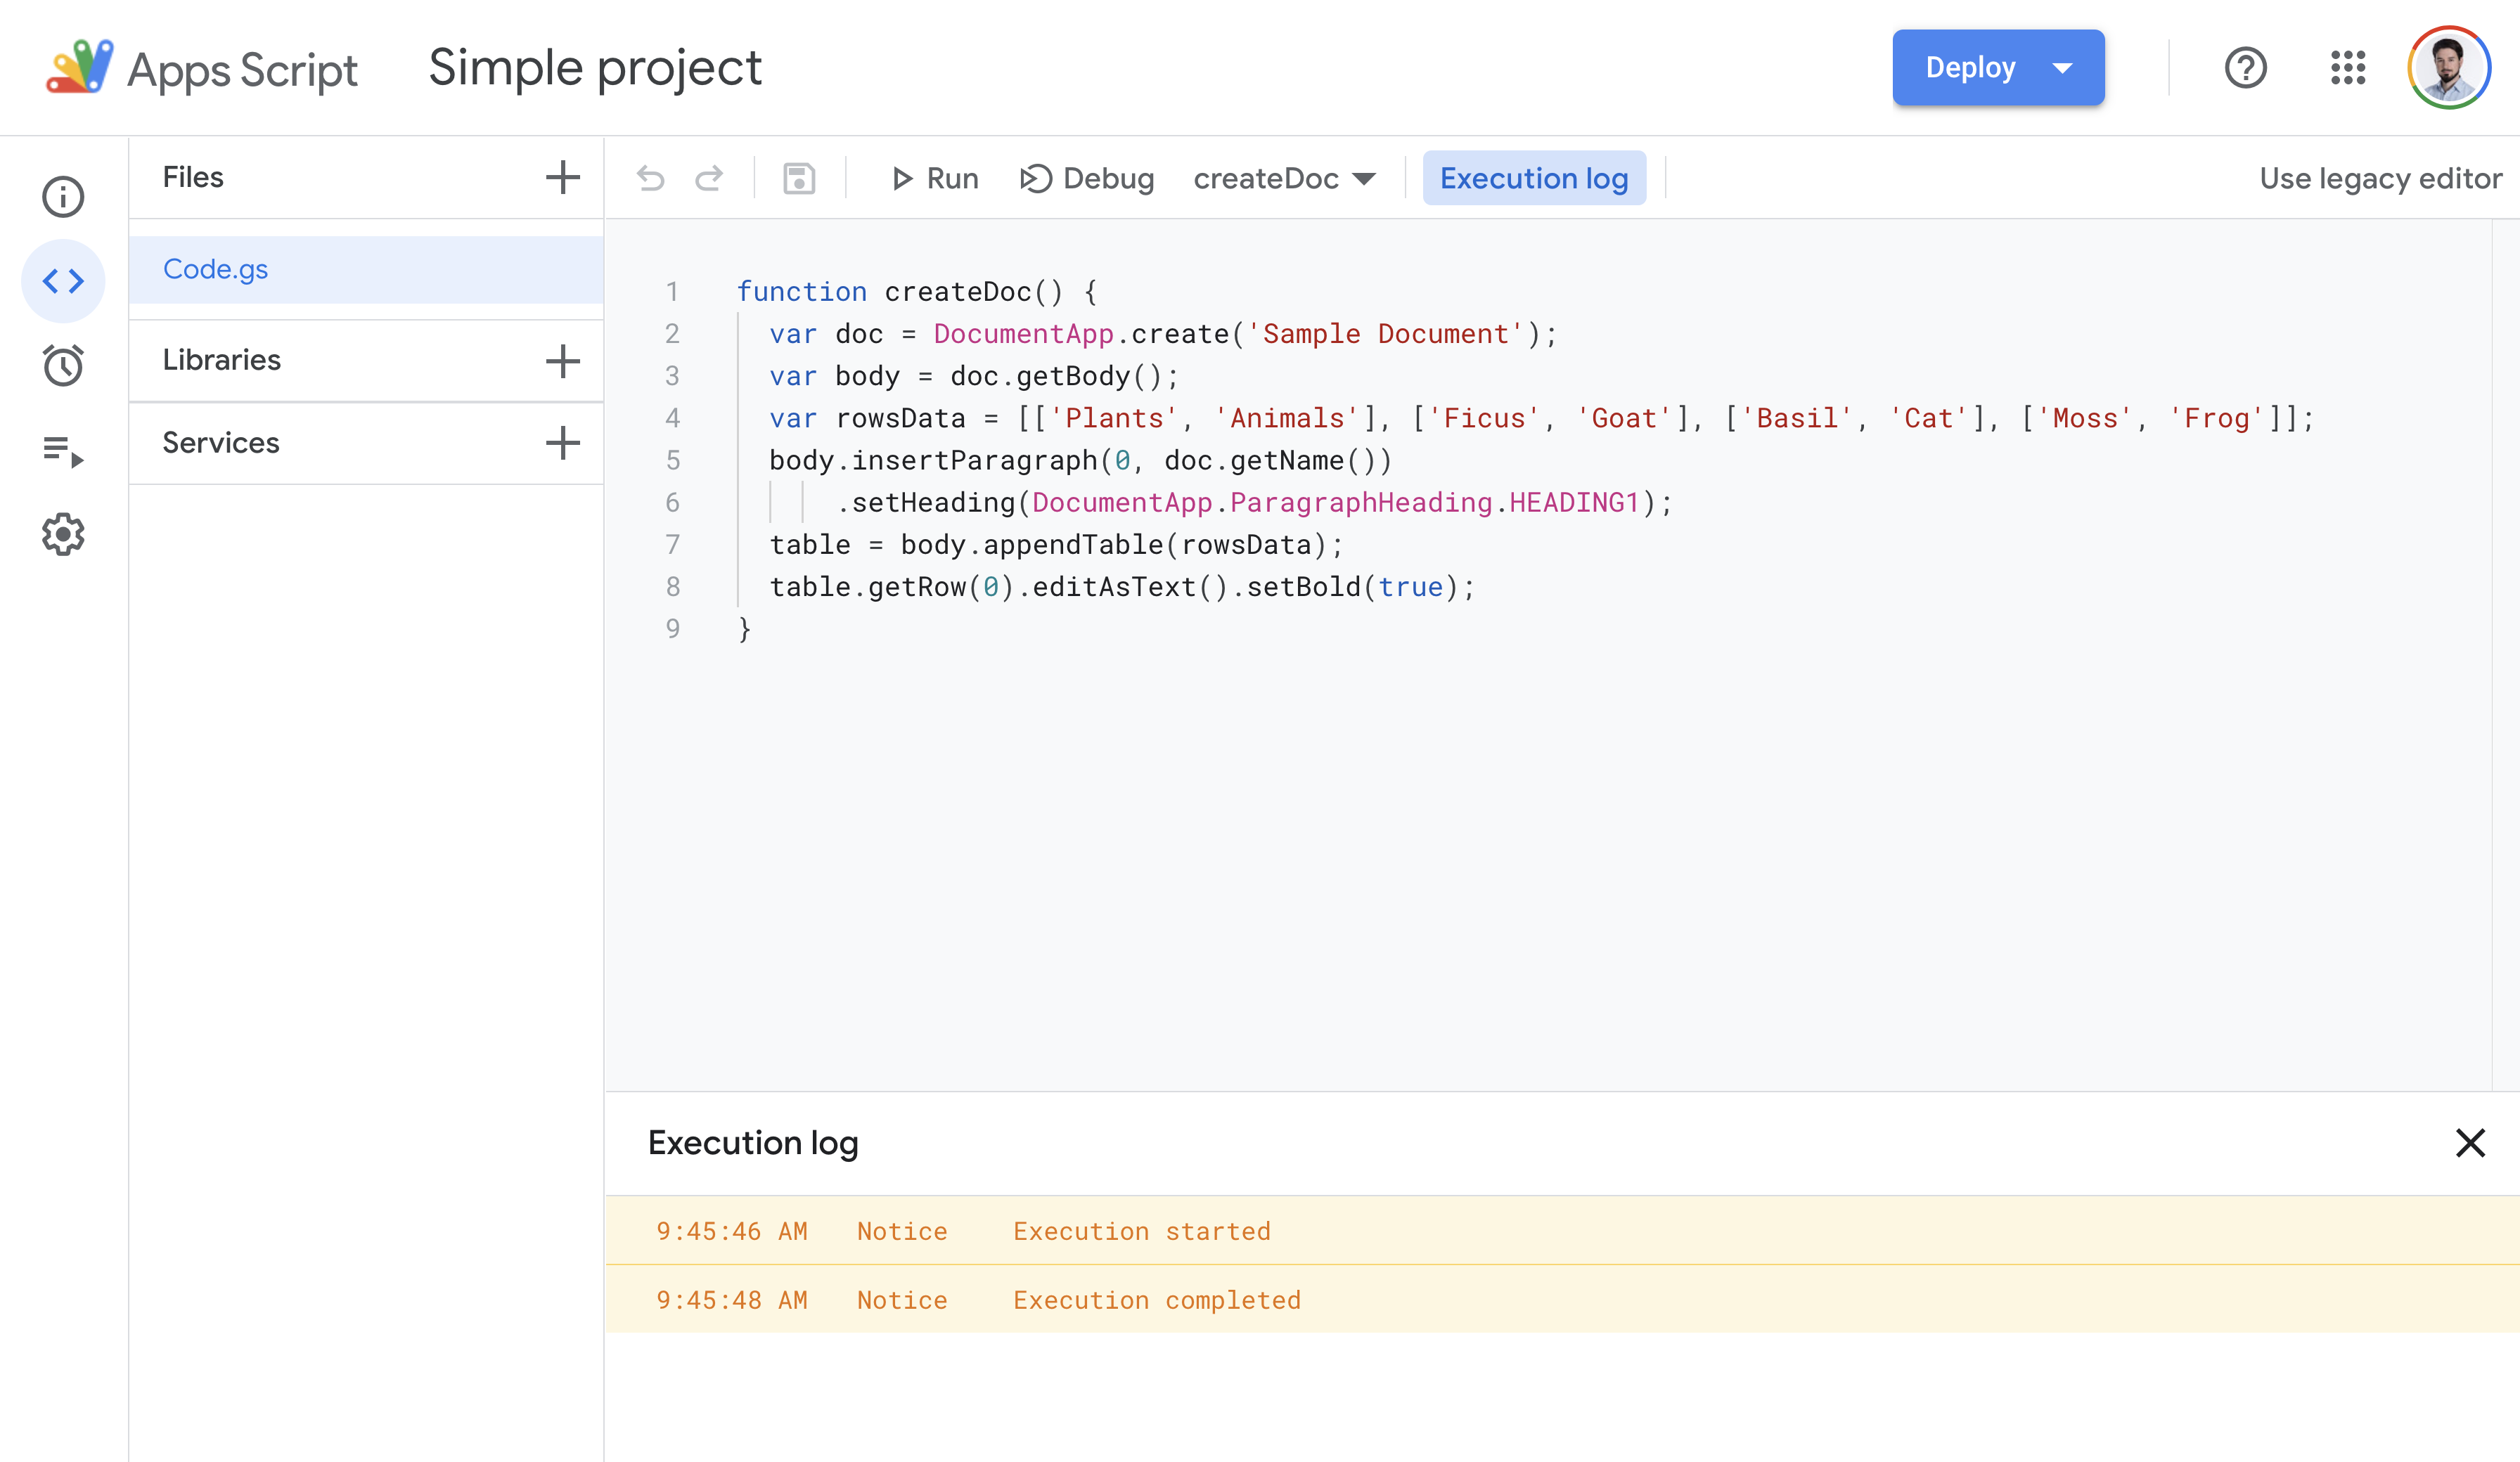 Apps Script Simple project Deploy
Files Run Debug createDoc Execution log Use legacy editor
Code.gs
Libraries
Services
1 function createDoc() {
2   var doc = DocumentApp.create('Sample Document');
3   var body = doc.getBody();
4   var rowsData = [['Plants', 'Animals'], ['Ficus', 'Goat'], ['Basil', 'Cat'], ['Moss', 'Frog']];
5   body.insertParagraph(0, doc.getName())
6       .setHeading(DocumentApp.ParagraphHeading.HEADING1);
7   table = body.appendTable(rowsData);
8   table.getRow(0).editAsText().setBold(true);
9 }
Execution log
9:45:46 AM Notice Execution started
9:45:48 AM Notice Execution completed